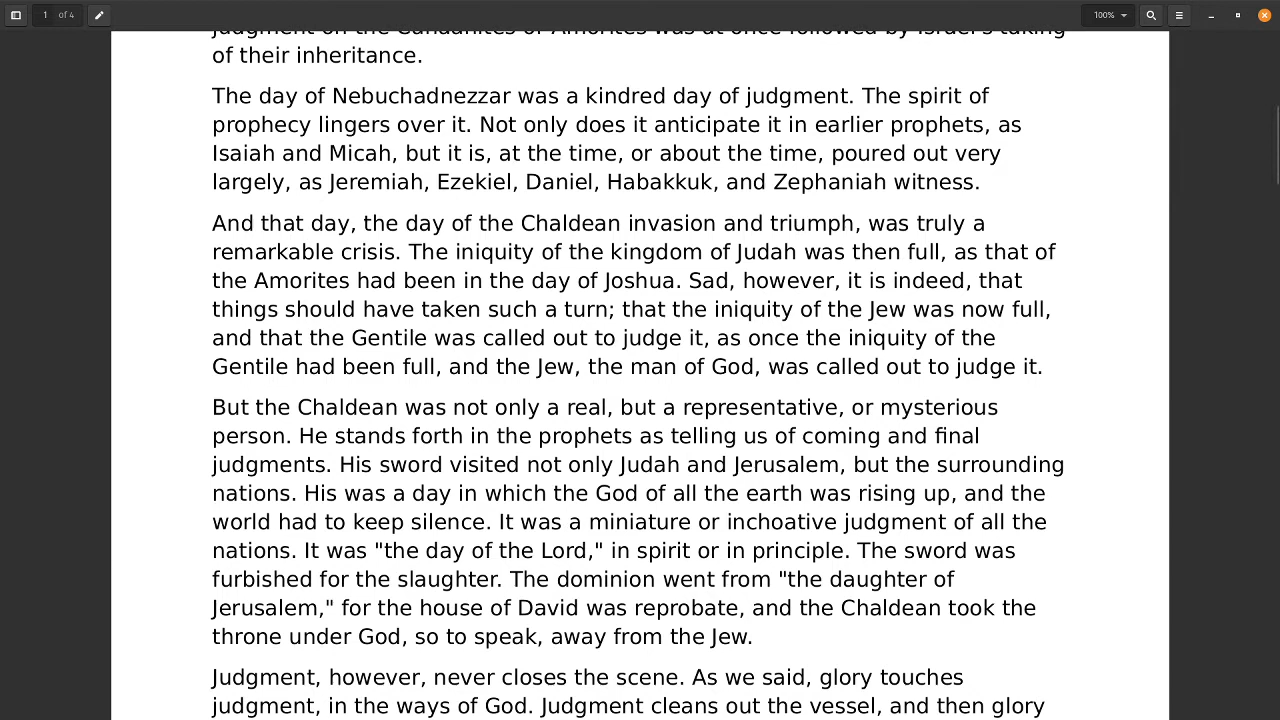 1 of 4
100%
judgment on the Canaanites or Amorites was at once followed by Israel's taking
of their inheritance.
The day of Nebuchadnezzar was a kindred day of judgment. The spirit of
prophecy lingers over it. Not only does it anticipate it in earlier prophets, as
Isaiah and Micah, but it is, at the time, or about the time, poured out very
largely, as Jeremiah, Ezekiel, Daniel, Habakkuk, and Zephaniah witness.
And that day, the day of the Chaldean invasion and triumph, was truly a
remarkable crisis. The iniquity of the kingdom of Judah was then full, as that of
the Amorites had been in the day of Joshua. Sad, however, it is indeed, that
things should have taken such a turn; that the iniquity of the Jew was now full,
and that the Gentile was called out to judge it, as once the iniquity of the
Gentile had been full, and the Jew, the man of God, was called out to judge it.
But the Chaldean was not only a real, but a representative, or mysterious
person. He stands forth in the prophets as telling us of coming and final
judgments. His sword visited not only Judah and Jerusalem, but the surrounding
nations. His was a day in which the God of all the earth was rising up, and the
world had to keep silence. It was a miniature or inchoative judgment of all the
nations. It was "the day of the Lord," in spirit or in principle. The sword was
furbished for the slaughter. The dominion went from "the daughter of
Jerusalem," for the house of David was reprobate, and the Chaldean took the
throne under God, so to speak, away from the Jew.
Judgment, however, never closes the scene. As we said, glory touches
judgment, in the ways of God. Judgment cleans out the vessel, and then glory